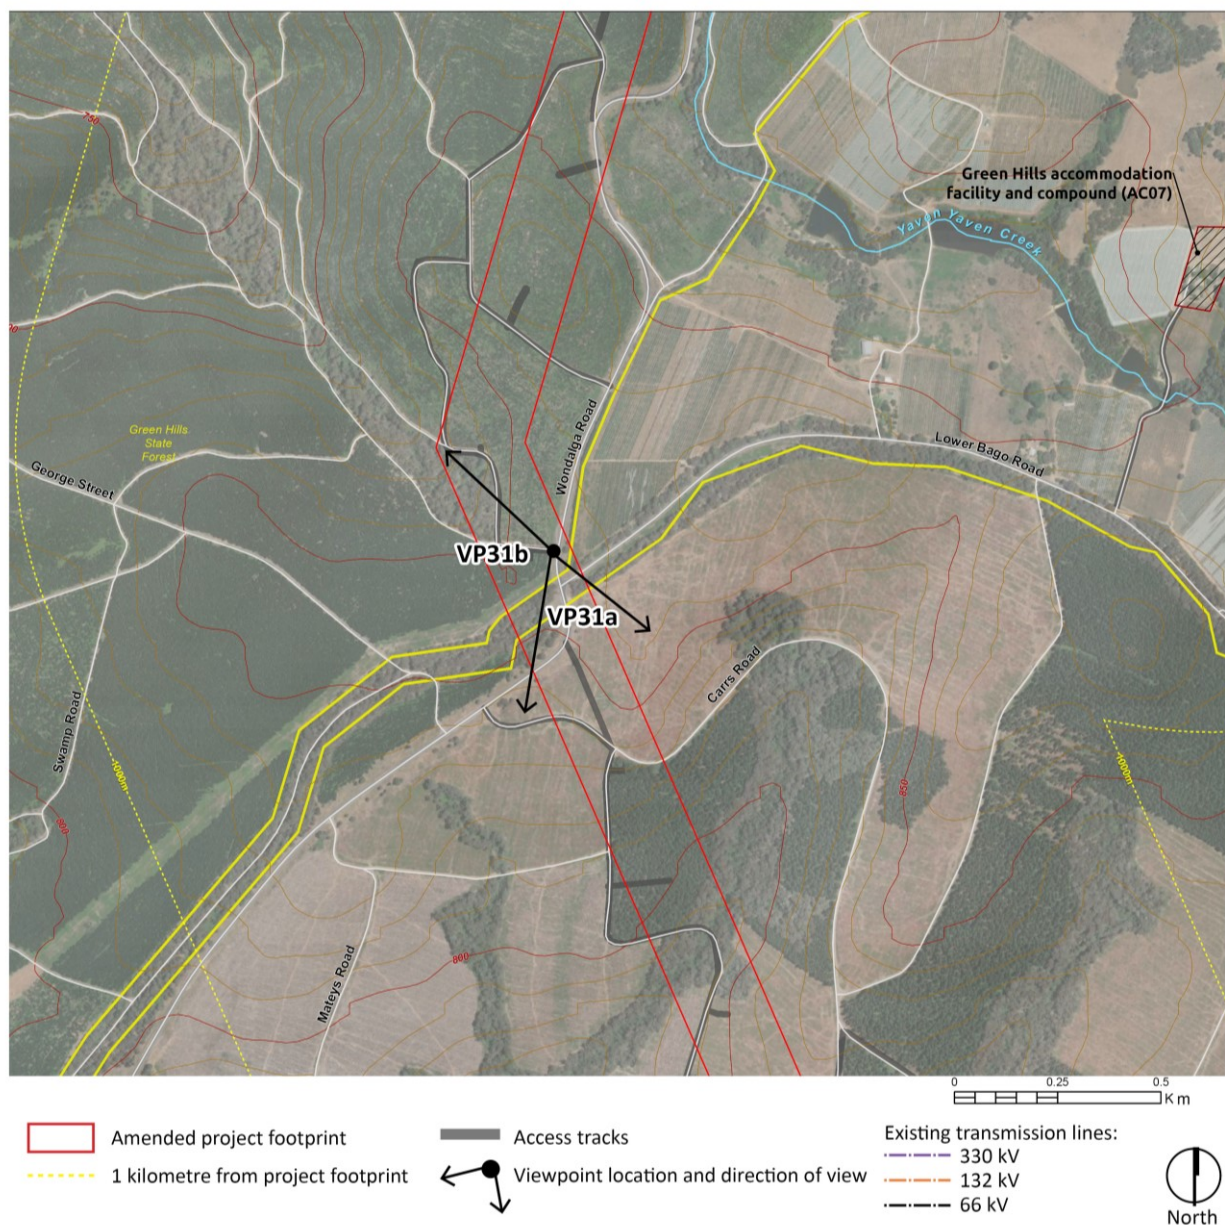 750
Green Hills accommodation
facility and compound (AC07)
Yaven Yaven Creek
Green Hills
State
Forest
George Street
Wondalga Road
Lower Bago Road
VP31b
VP31a
Carrs Road
Swamp Road
1000m
1000m
800
850
800
Mateys Road
0 0.25 0.5
Km
Amended project footprint
1 kilometre from project footprint
Access tracks
Viewpoint location and direction of view
Existing transmission lines:
330 kV
132 kV
66 kV
North